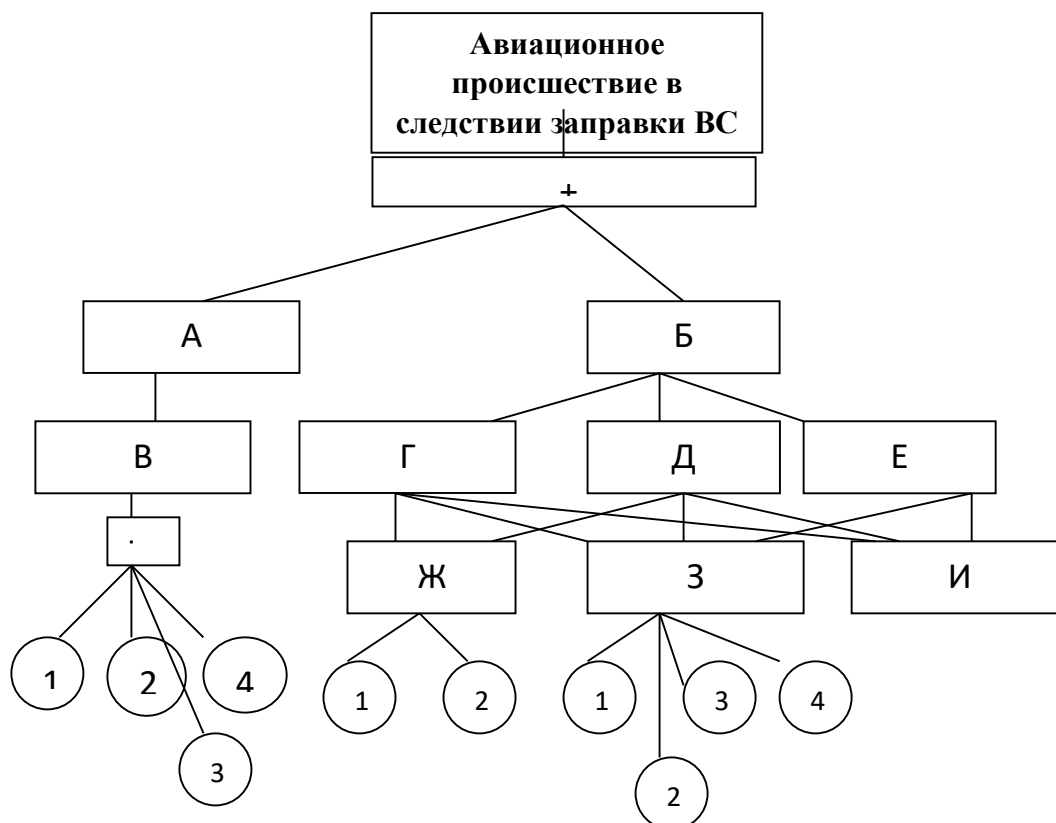 Авиационное
происшествие в
следствии заправки ВС
+
А Б
В Г Д Е
.
Ж З И
1 2 4
1 2 1 3 4
3
2